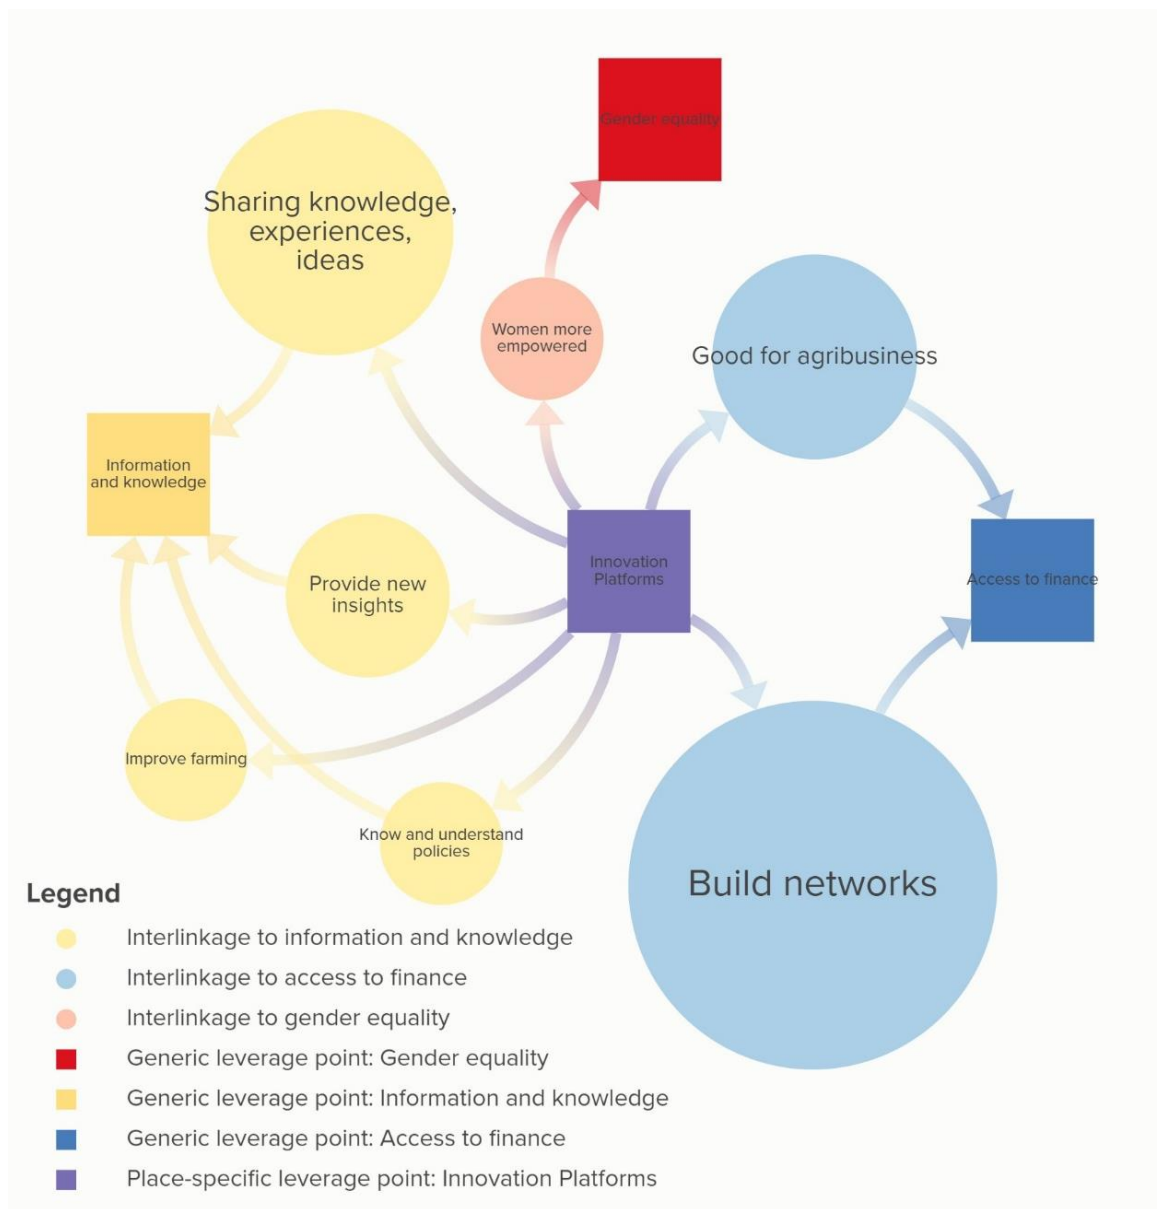 Gender equality
Sharing knowledge,
experiences,
ideas
Women more
empowered
Good for agribusiness
Information
and knowledge
Innovation
Platforms
Access to finance
Provide new
insights
Improve farming
Know and understand
policies
Build networks
Legend
Interlinkage to information and knowledge
Interlinkage to access to finance
Interlinkage to gender equality
Generic leverage point: Gender equality
Generic leverage point: Information and knowledge
Generic leverage point: Access to finance
Place-specific leverage point: Innovation Platforms